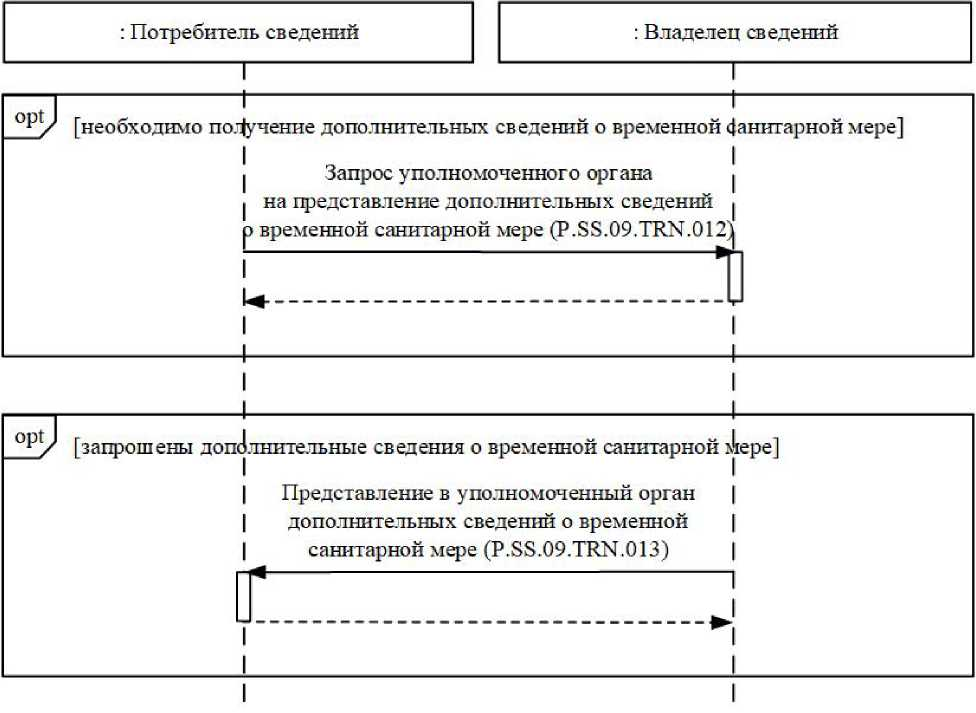 : Потребитель сведений
: Владелец сведений
opt
[необходимо получение дополнительных сведений о временной санитарной мере]
Запрос уполномоченного органа
на представление дополнительных сведений
о временной санитарной мере (P.SS.09.TRN.012)
opt
[запрошены дополнительные сведения о временной санитарной мере]
Представление в уполномоченный орган
дополнительных сведений о временной
санитарной мере (P.SS.09.TRN.013)